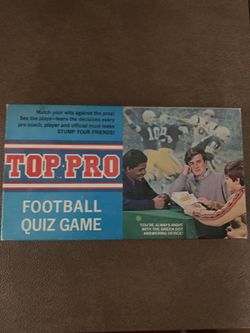 Match your wits against the pros!
See the plays—learn the decisions every
pro coach, player and official must make
STUMP YOUR FRIENDS!
TOP PRO
FOOTBALL
QUIZ GAME
YOU'RE ALWAYS RIGHT
WITH THE GREEN DOT
ANSWERING DEVICE!